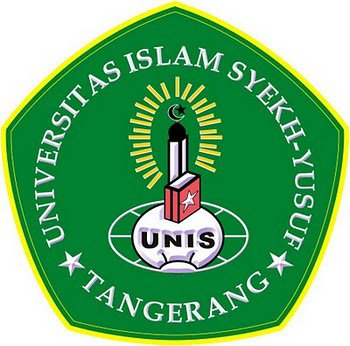 UNIVERSITAS ISLAM SYEKH-YUSUF
UNIS
TANGERANG